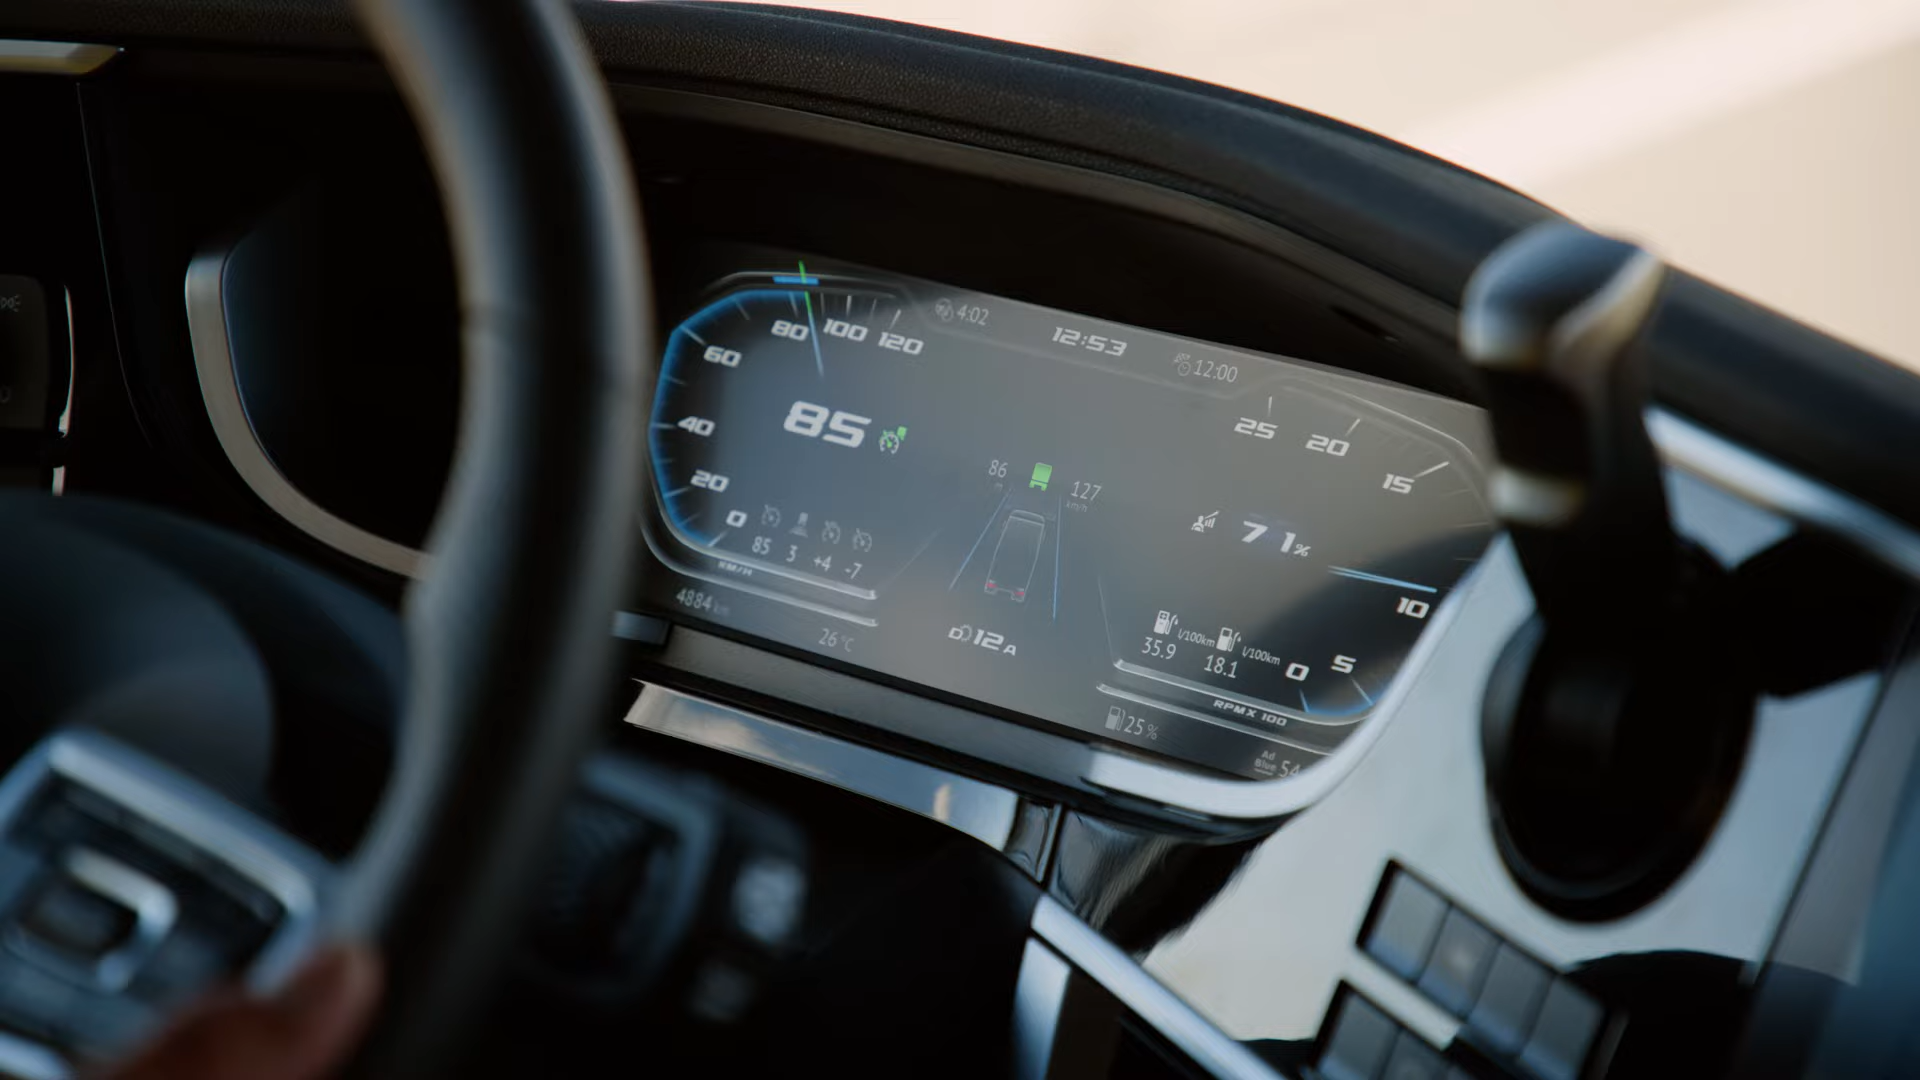 4:02
12:53
12:00
80 100 120
60
40
20
0
85
85 3 +4 -7
KM/H
4884 km
26 °C
86
m
127
km/h
D 12 A
25 20
15
10
5
0
71%
l/100km l/100km
35.9 18.1
RPM X 100
25 %
Ad
Blue 54